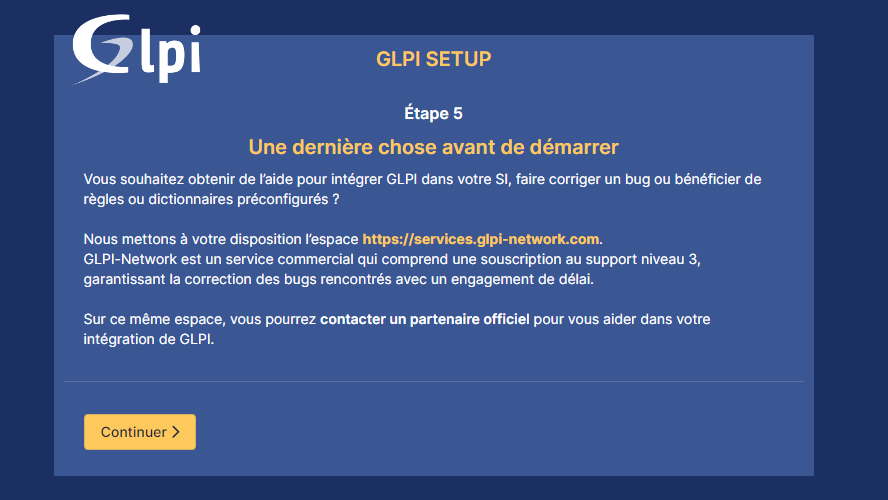 Glpi
GLPI SETUP
Étape 5
Une dernière chose avant de démarrer
Vous souhaitez obtenir de l’aide pour intégrer GLPI dans votre SI, faire corriger un bug ou bénéficier de
règles ou dictionnaires préconfigurés ?
Nous mettons à votre disposition l’espace https://services.glpi-network.com.
GLPI-Network est un service commercial qui comprend une souscription au support niveau 3,
garantissant la correction des bugs rencontrés avec un engagement de délai.
Sur ce même espace, vous pourrez contacter un partenaire officiel pour vous aider dans votre
intégration de GLPI.
Continuer